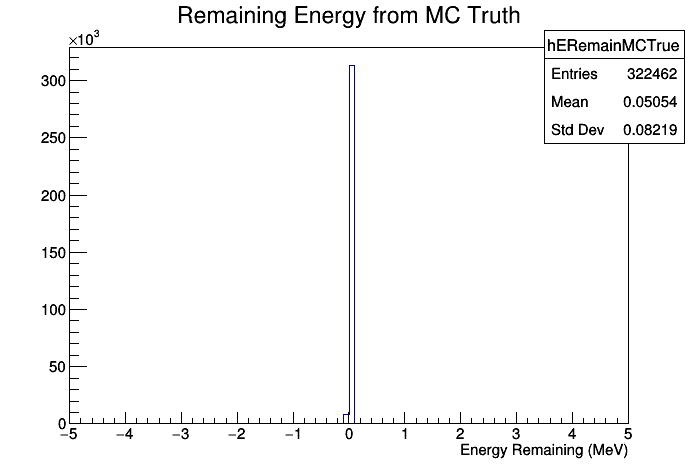 Remaining Energy from MC Truth
×10³
hERemainMCTrue
Entries 322462
Mean 0.05054
Std Dev 0.08219
300
250
200
150
100
50
0
−5 −4 −3 −2 −1 0 1 2 3 4 5
Energy Remaining (MeV)